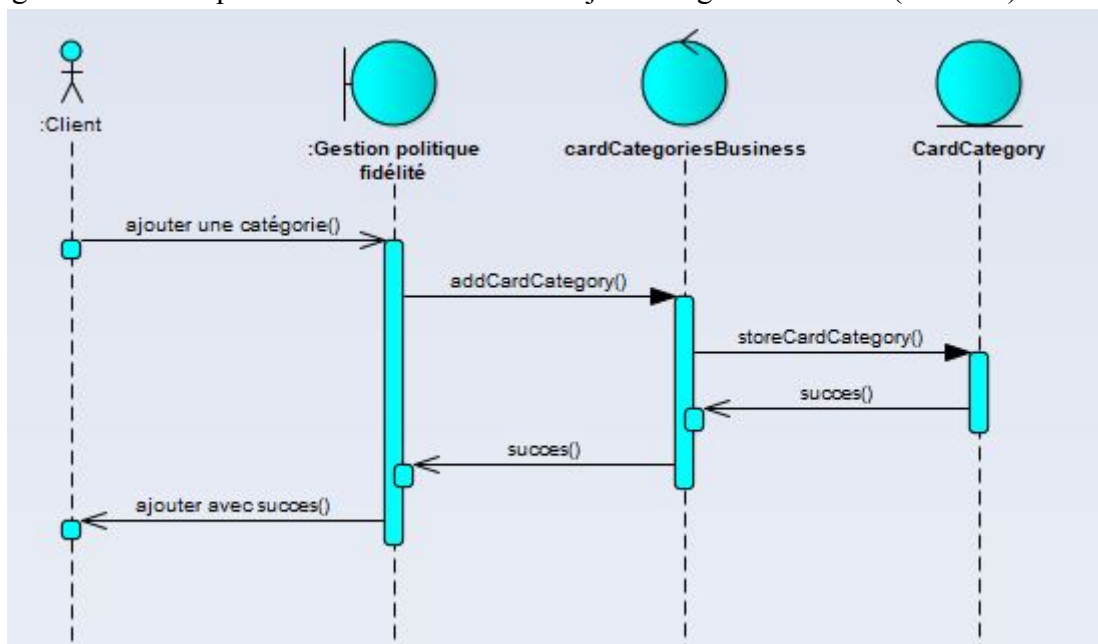 :Client
:Gestion politique
fidélité
cardCategoriesBusiness
CardCategory
ajouter une catégorie()
addCardCategory()
storeCardCategory()
succes()
succes()
ajouter avec succes()